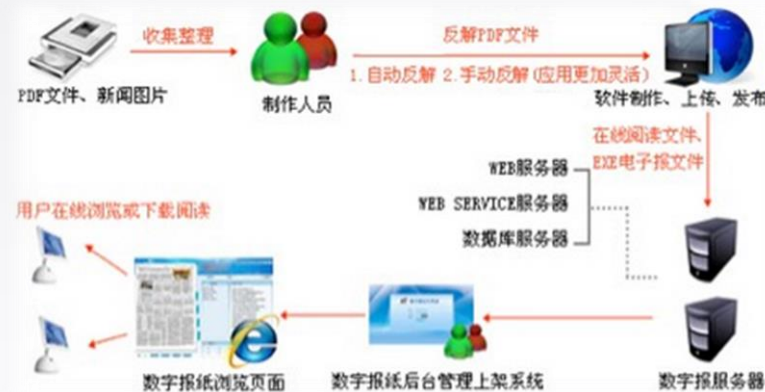 收集整理
反解PDF文件
1.自动反解 2.手动反解(应用更加灵活)
PDF文件、新闻图片
制作人员
软件制作、上传、发布
在线阅读文件、
EXE电子报文件
WEB服务器
WEB SERVICE服务器
数据库服务器
用户在线浏览或下载阅读
数字报纸浏览页面
数字报纸后台管理上架系统
数字报服务器